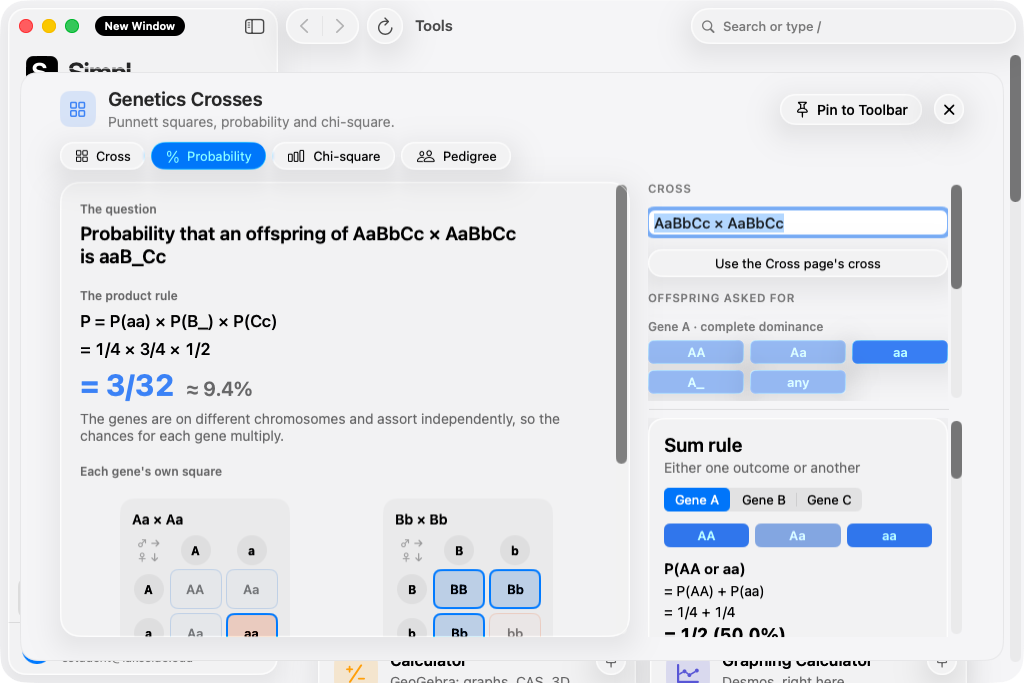 New Window
Tools
Search or type /
Simpl
Genetics Crosses
Punnett squares, probability and chi-square.
Pin to Toolbar
Cross
% Probability
Chi-square
Pedigree
The question
Probability that an offspring of AaBbCc × AaBbCc
is aaB_Cc
The product rule
P = P(aa) × P(B_) × P(Cc)
= 1/4 × 3/4 × 1/2
= 3/32 ≈ 9.4%
The genes are on different chromosomes and assort independently, so the
chances for each gene multiply.
Each gene's own square
Aa × Aa
♂→
♀↓
A
a
A
AA
Aa
a
Aa
aa
Bb × Bb
♂→
♀↓
B
b
B
BB
Bb
b
Bb
bb
CROSS
AaBbCc × AaBbCc
Use the Cross page's cross
OFFSPRING ASKED FOR
Gene A · complete dominance
AA
Aa
aa
A_
any
Sum rule
Either one outcome or another
Gene A
Gene B
Gene C
AA
Aa
aa
P(AA or aa)
= P(AA) + P(aa)
= 1/4 + 1/4
= 1/2 (50.0%)
Calculator
GeoGebra: graphs, CAS, 3D
Graphing Calculator
Desmos, right here